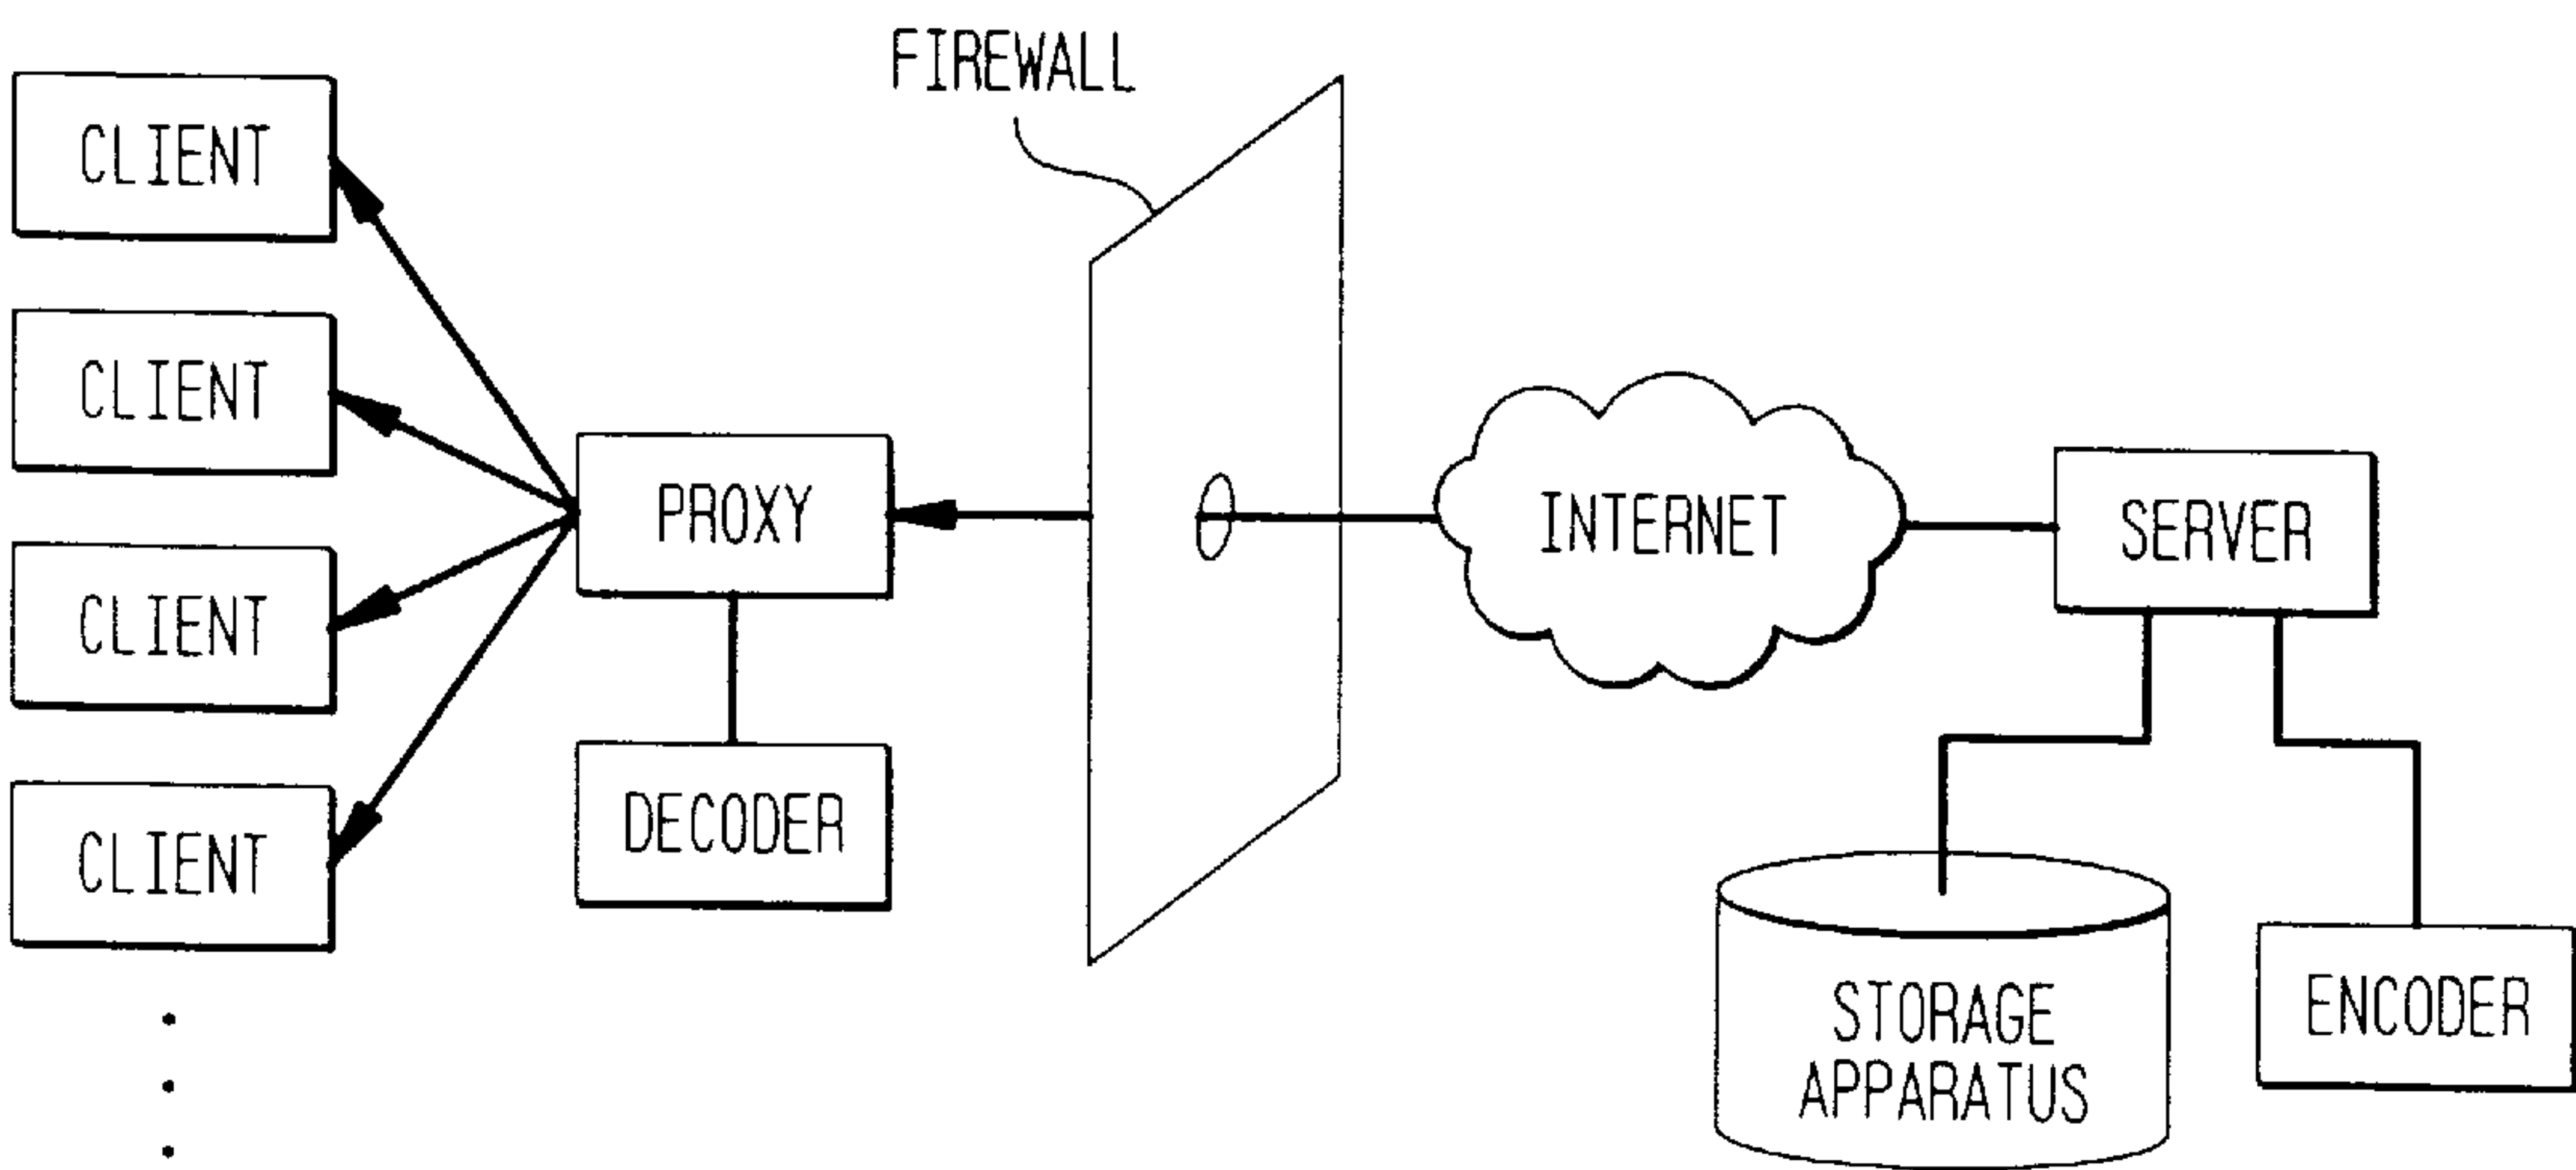 FIREWALL
CLIENT
CLIENT
CLIENT
CLIENT
PROXY
DECODER
INTERNET
SERVER
STORAGE
APPARATUS
ENCODER